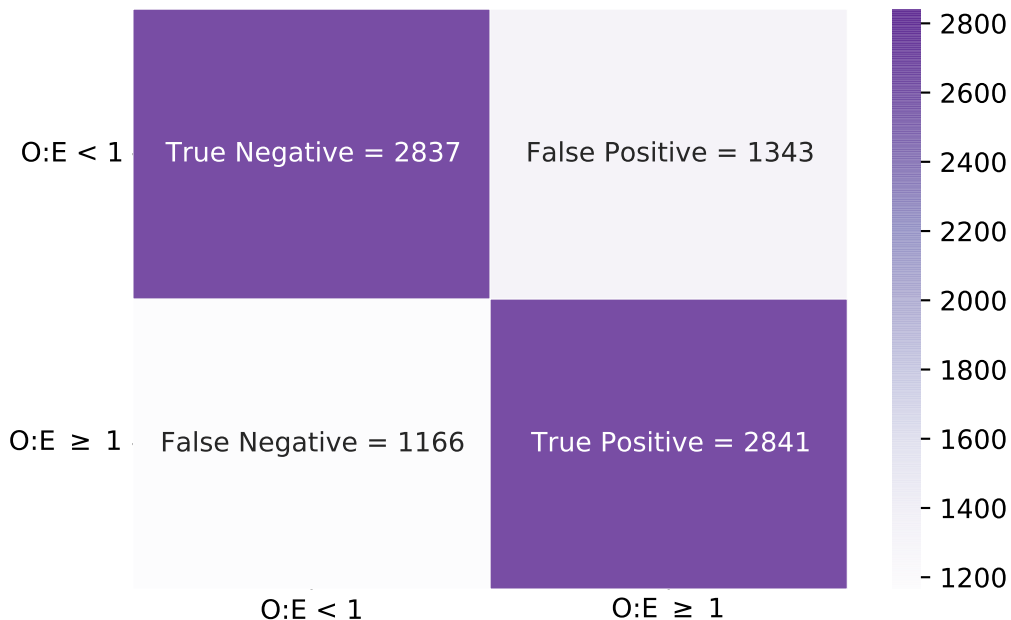 O:E < 1
True Negative = 2837
False Positive = 1343
O:E ≥ 1
False Negative = 1166
True Positive = 2841
O:E < 1
O:E ≥ 1
2800
2600
2400
2200
2000
1800
1600
1400
1200